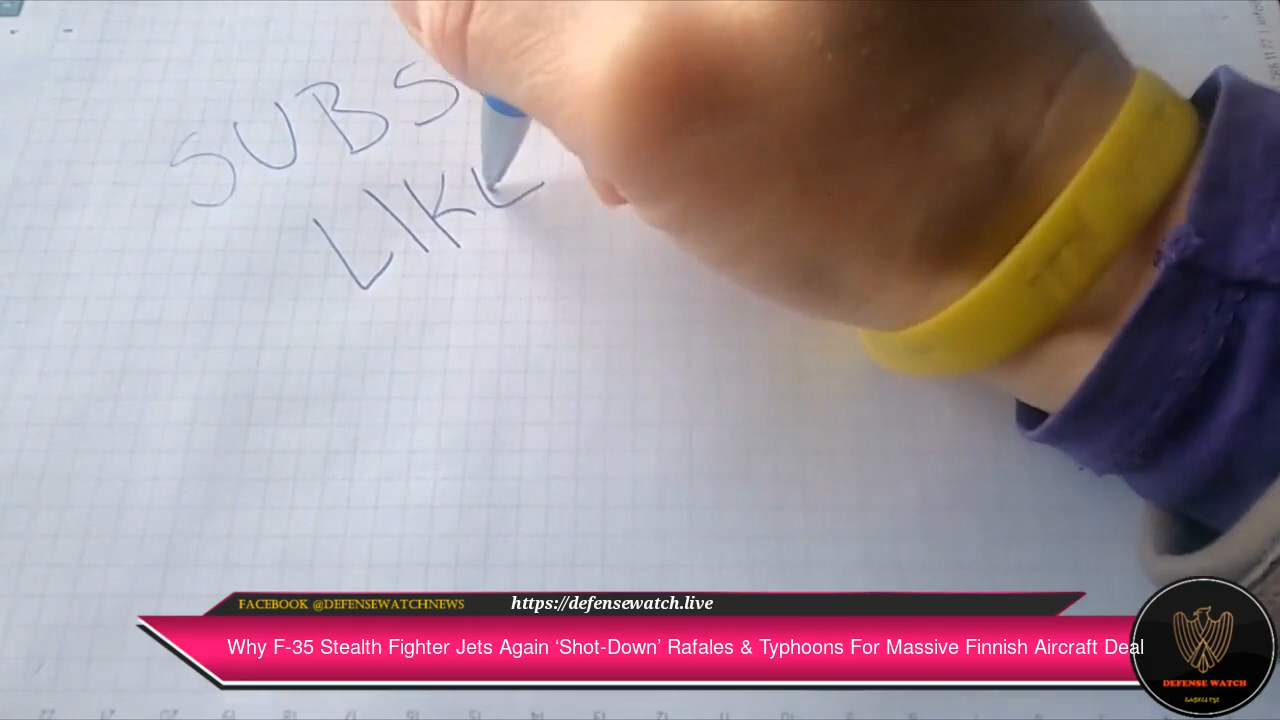 SUBS
LIKE
FACEBOOK @DEFENSEWATCHNEWS
https://defensewatch.live
Why F-35 Stealth Fighter Jets Again ‘Shot-Down’ Rafales & Typhoons For Massive Finnish Aircraft Deal
DEFENSE WATCH